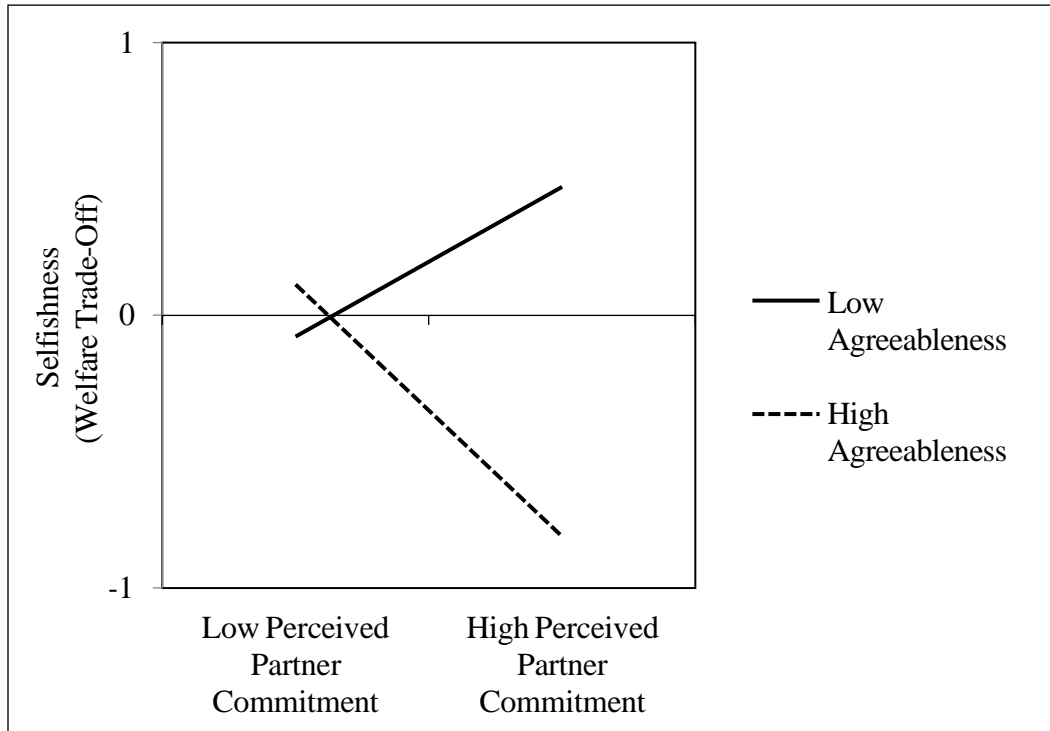 1
0
-1
Selfishness
(Welfare Trade-Off)
Low Perceived
Partner
Commitment
High Perceived
Partner
Commitment
Low
Agreeableness
High
Agreeableness